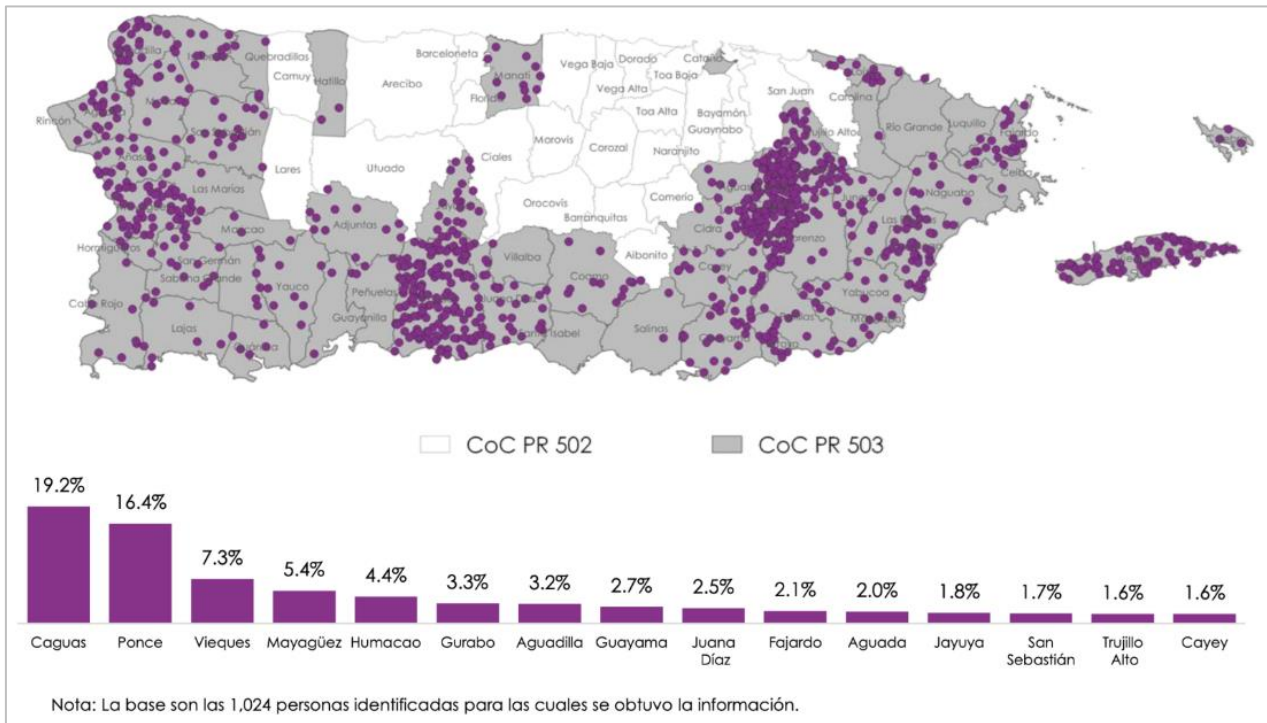 Quebradillas
Camuy
Hatillo
Arecibo
Barceloneta
Manatí
Florida
Vega Baja
Dorado
Vega Alta
Toa Baja
Cataño
Toa Alta
Bayamón
Guaynabo
San Juan
Carolina
Trujillo Alto
Río Grande
Luquillo
Fajardo
Ceiba
Rincón
Añasco
San Sebastián
Lares
Utuado
Ciales
Morovis
Corozal
Naranjito
Las Marías
Maricao
Adjuntas
Orocovis
Barranquitas
Comerío
Aibonito
Cidra
Cayey
Naguabo
Hormigueros
San Germán
Sabana Grande
Cabo Rojo
Lajas
Yauco
Guánica
Guayanilla
Peñuelas
Villalba
Juana Díaz
Coamo
Santa Isabel
Salinas
Yabucoa
CoC PR 502 CoC PR 503
19.2% 16.4% 7.3% 5.4% 4.4% 3.3% 3.2% 2.7% 2.5% 2.1% 2.0% 1.8% 1.7% 1.6% 1.6%
Caguas Ponce Vieques Mayagüez Humacao Gurabo Aguadilla Guayama Juana Díaz Fajardo Aguada Jayuya San Sebastián Trujillo Alto Cayey
Nota: La base son las 1,024 personas identificadas para las cuales se obtuvo la información.